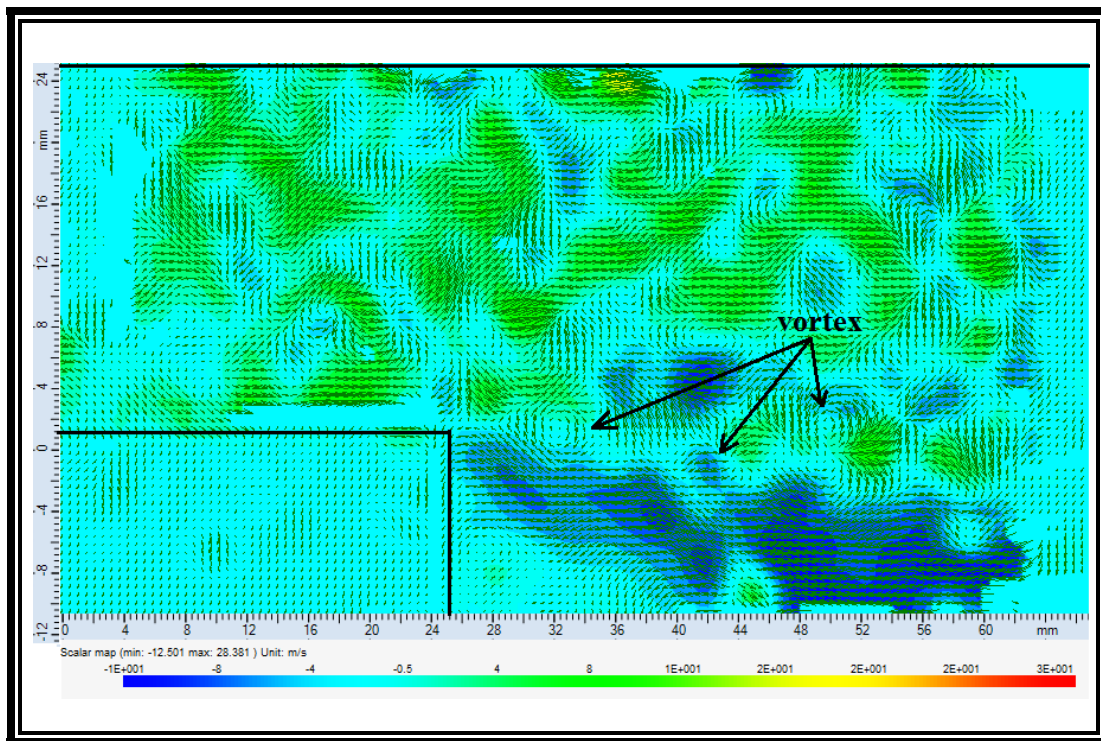 24
mm
16
12
8
4
0
-4
-8
-12
vortex
0 4 8 12 16 20 24 28 32 36 40 44 48 52 56 60 mm
Scalar map (min: -12.501 max: 28.381 ) Unit: m/s
-1E+001 -8 -4 -0.5 4 8 1E+001 2E+001 2E+001 2E+001 3E+001